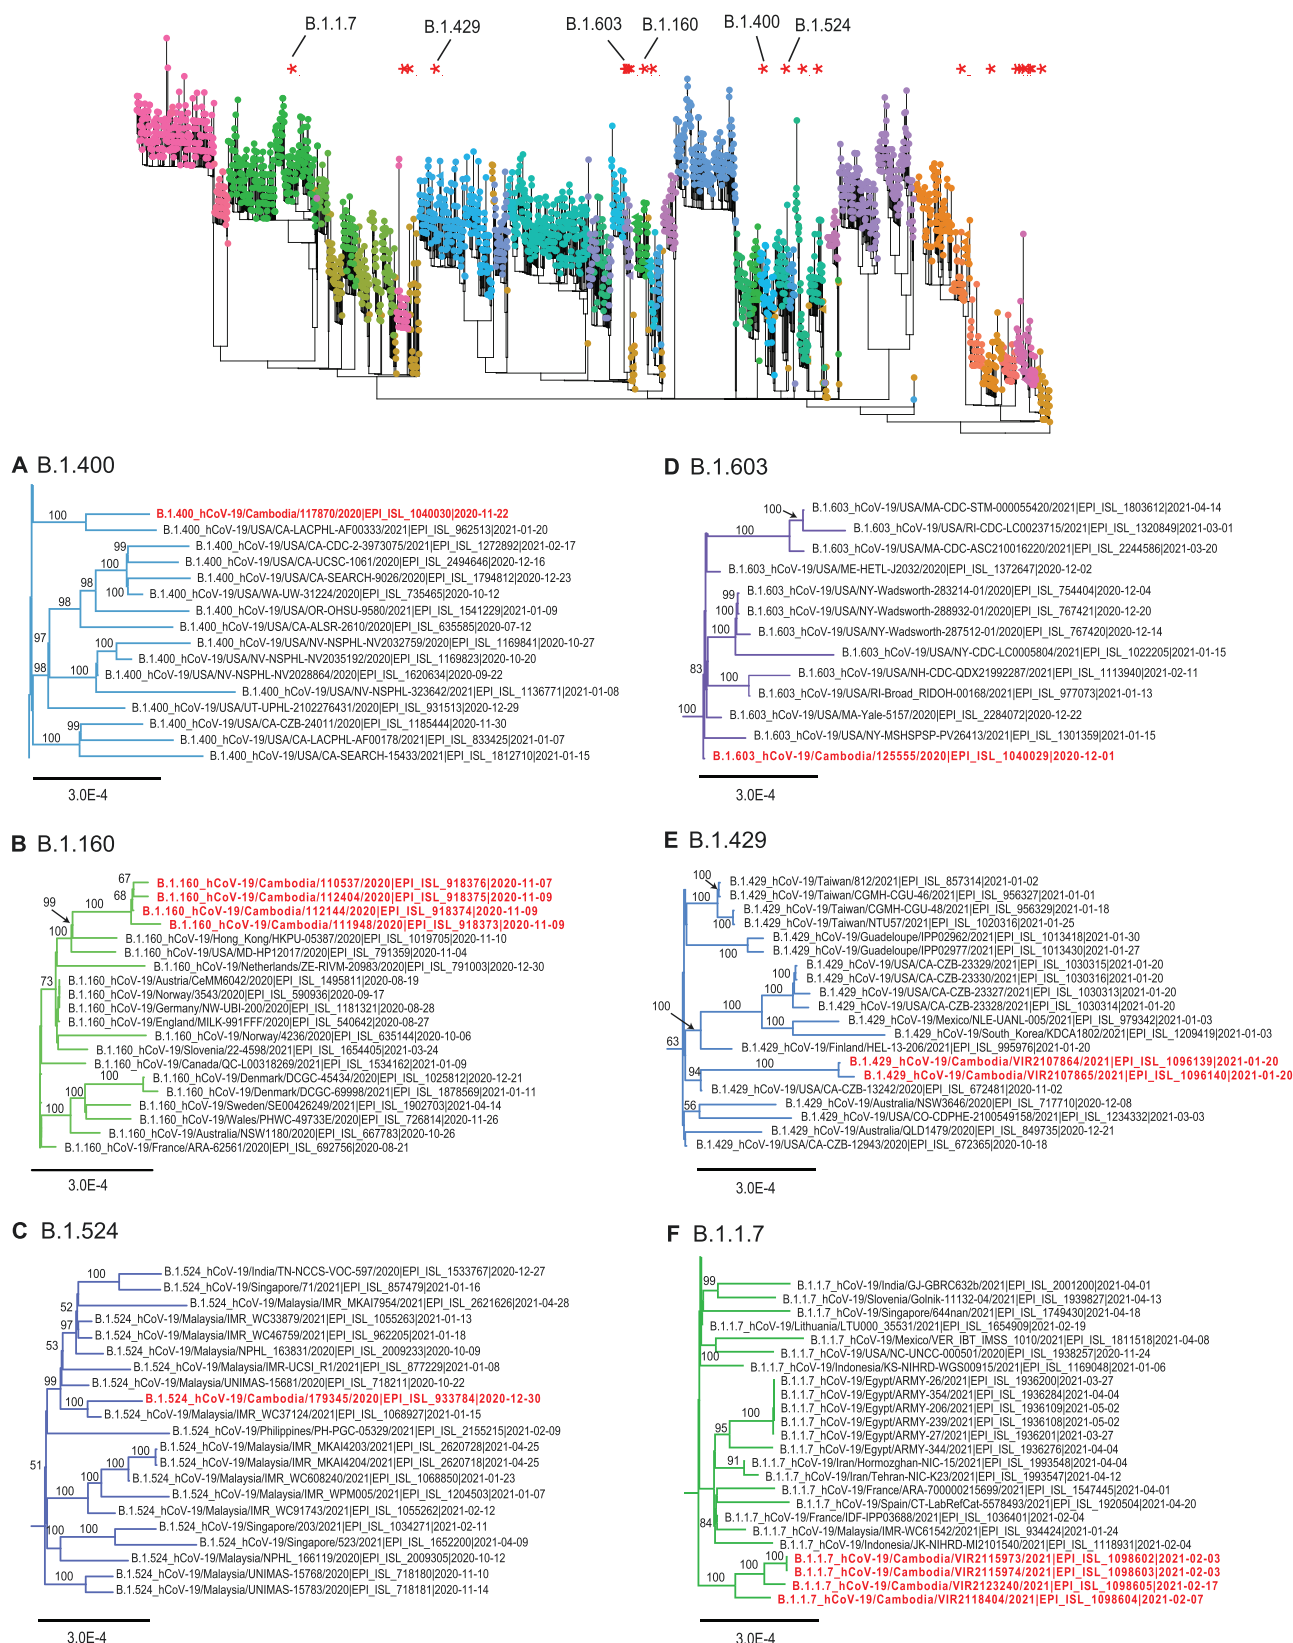 B.1.1.7
B.1.429
B.1.603
B.1.160
B.1.400
B.1.524
A B.1.400
100
B.1.400_hCoV-19/Cambodia/117870/2020|EPI_ISL_1040030|2020-11-22
B.1.400_hCoV-19/USA/CA-LACPHL-AF00333/2021|EPI_ISL_962513|2021-01-20
99
B.1.400_hCoV-19/USA/CA-CDC-2-3973075/2021|EPI_ISL_1272892|2021-02-17
B.1.400_hCoV-19/USA/CA-UCSC-1061/2020|EPI_ISL_2494646|2020-12-16
100
B.1.400_hCoV-19/USA/CA-SEARCH-9026/2020|EPI_ISL_1794812|2020-12-23
98
100
B.1.400_hCoV-19/USA/WA-UW-31224/2020|EPI_ISL_735465|2020-10-12
98
B.1.400_hCoV-19/USA/OR-OHSU-9580/2021|EPI_ISL_1541229|2021-01-09
B.1.400_hCoV-19/USA/CA-ALSR-2610/2020|EPI_ISL_635585|2020-07-12
97
100
B.1.400_hCoV-19/USA/NV-NSPHL-NV2032759/2020|EPI_ISL_1169841|2020-10-27
B.1.400_hCoV-19/USA/NV-NSPHL-NV2035192/2020|EPI_ISL_1169823|2020-10-20
98
100
B.1.400_hCoV-19/USA/NV-NSPHL-NV2028864/2020|EPI_ISL_1620634|2020-09-22
B.1.400_hCoV-19/USA/NV-NSPHL-323642/2021|EPI_ISL_1136771|2021-01-08
B.1.400_hCoV-19/USA/UT-UPHL-2102276431/2020|EPI_ISL_931513|2020-12-29
99
B.1.400_hCoV-19/USA/CA-CZB-24011/2020|EPI_ISL_1185444|2020-11-30
100
B.1.400_hCoV-19/USA/CA-LACPHL-AF00178/2021|EPI_ISL_833425|2021-01-07
B.1.400_hCoV-19/USA/CA-SEARCH-15433/2021|EPI_ISL_1812710|2021-01-15
3.0E-4
D B.1.603
100
B.1.603_hCoV-19/USA/MA-CDC-STM-000055420/2021|EPI_ISL_1803612|2021-04-14
100
B.1.603_hCoV-19/USA/RI-CDC-LC0023715/2021|EPI_ISL_1320849|2021-03-01
B.1.603_hCoV-19/USA/MA-CDC-ASC210016220/2021|EPI_ISL_2244586|2021-03-20
B.1.603_hCoV-19/USA/ME-HETL-J2032/2020|EPI_ISL_1372647|2020-12-02
99
B.1.603_hCoV-19/USA/NY-Wadsworth-283214-01/2020|EPI_ISL_754404|2020-12-04
100
B.1.603_hCoV-19/USA/NY-Wadsworth-288932-01/2020|EPI_ISL_767421|2020-12-20
100
B.1.603_hCoV-19/USA/NY-Wadsworth-287512-01/2020|EPI_ISL_767420|2020-12-14
B.1.603_hCoV-19/USA/NY-CDC-LC0005804/2021|EPI_ISL_1022205|2021-01-15
83
100
B.1.603_hCoV-19/USA/NH-CDC-QDX21992287/2021|EPI_ISL_1113940|2021-02-11
B.1.603_hCoV-19/USA/RI-Broad_RIDOH-00168/2021|EPI_ISL_977073|2021-01-13
100
B.1.603_hCoV-19/USA/MA-Yale-5157/2020|EPI_ISL_2284072|2020-12-22
B.1.603_hCoV-19/USA/NY-MSHSPSP-PV26413/2021|EPI_ISL_1301359|2021-01-15
B.1.603_hCoV-19/Cambodia/125555/2020|EPI_ISL_1040029|2020-12-01
3.0E-4
B B.1.160
67
B.1.160_hCoV-19/Cambodia/110537/2020|EPI_ISL_918376|2020-11-07
68
B.1.160_hCoV-19/Cambodia/112404/2020|EPI_ISL_918375|2020-11-09
99
100
B.1.160_hCoV-19/Cambodia/112144/2020|EPI_ISL_918374|2020-11-09
B.1.160_hCoV-19/Cambodia/111948/2020|EPI_ISL_918373|2020-11-09
100
B.1.160_hCoV-19/Hong_Kong/HKPU-05387/2020|EPI_ISL_1019705|2020-11-10
B.1.160_hCoV-19/USA/MD-HP12017/2020|EPI_ISL_791359|2020-11-04
B.1.160_hCoV-19/Netherlands/ZE-RIVM-20983/2020|EPI_ISL_791003|2020-12-30
73
B.1.160_hCoV-19/Austria/CeMM6042/2020|EPI_ISL_1495811|2020-08-19
B.1.160_hCoV-19/Norway/3543/2020|EPI_ISL_590936|2020-09-17
B.1.160_hCoV-19/Germany/NW-UBI-200/2020|EPI_ISL_1181321|2020-08-28
B.1.160_hCoV-19/England/MILK-991FFF/2020|EPI_ISL_540642|2020-08-27
B.1.160_hCoV-19/Norway/4236/2020|EPI_ISL_635144|2020-10-06
B.1.160_hCoV-19/Slovenia/22-4598/2021|EPI_ISL_1654405|2021-03-24
B.1.160_hCoV-19/Canada/QC-L00318269/2021|EPI_ISL_1534162|2021-01-09
100
B.1.160_hCoV-19/Denmark/DCGC-45434/2020|EPI_ISL_1025812|2020-12-21
100
B.1.160_hCoV-19/Denmark/DCGC-69998/2021|EPI_ISL_1878569|2021-01-11
100
B.1.160_hCoV-19/Sweden/SE00426249/2021|EPI_ISL_1902703|2021-04-14
B.1.160_hCoV-19/Wales/PHWC-49733E/2020|EPI_ISL_726814|2020-11-26
B.1.160_hCoV-19/Australia/NSW1180/2020|EPI_ISL_667783|2020-10-26
B.1.160_hCoV-19/France/ARA-62561/2020|EPI_ISL_692756|2020-08-21
3.0E-4
E B.1.429
100
B.1.429_hCoV-19/Taiwan/812/2021|EPI_ISL_857314|2021-01-02
100
B.1.429_hCoV-19/Taiwan/CGMH-CGU-46/2021|EPI_ISL_956327|2021-01-01
B.1.429_hCoV-19/Taiwan/CGMH-CGU-48/2021|EPI_ISL_956329|2021-01-18
100
B.1.429_hCoV-19/Taiwan/NTU57/2021|EPI_ISL_1020316|2021-01-25
B.1.429_hCoV-19/Guadeloupe/IPP02962/2021|EPI_ISL_1013418|2021-01-30
100
B.1.429_hCoV-19/Guadeloupe/IPP02977/2021|EPI_ISL_1013430|2021-01-27
B.1.429_hCoV-19/USA/CA-CZB-23329/2021|EPI_ISL_1030315|2021-01-20
100
B.1.429_hCoV-19/USA/CA-CZB-23330/2021|EPI_ISL_1030316|2021-01-20
100
B.1.429_hCoV-19/USA/CA-CZB-23327/2021|EPI_ISL_1030313|2021-01-20
100
100
B.1.429_hCoV-19/USA/CA-CZB-23328/2021|EPI_ISL_1030314|2021-01-20
B.1.429_hCoV-19/Mexico/NLE-UANL-005/2021|EPI_ISL_979342|2021-01-03
100
B.1.429_hCoV-19/South_Korea/KDCA1802/2021|EPI_ISL_1209419|2021-01-03
63
B.1.429_hCoV-19/Finland/HEL-13-206/2021|EPI_ISL_995976|2021-01-20
100
B.1.429_hCoV-19/Cambodia/VIR2107864/2021|EPI_ISL_1096139|2021-01-20
94
B.1.429_hCoV-19/Cambodia/VIR2107865/2021|EPI_ISL_1096140|2021-01-20
B.1.429_hCoV-19/USA/CA-CZB-13242/2020|EPI_ISL_672481|2020-11-02
56
B.1.429_hCoV-19/Australia/NSW3646/2020|EPI_ISL_717710|2020-12-08
B.1.429_hCoV-19/USA/CO-CDPHE-2100549158/2021|EPI_ISL_1234332|2021-03-03
B.1.429_hCoV-19/Australia/QLD1479/2020|EPI_ISL_849735|2020-12-21
B.1.429_hCoV-19/USA/CA-CZB-12943/2020|EPI_ISL_672365|2020-10-18
3.0E-4
C B.1.524
100
B.1.524_hCoV-19/India/TN-NCCS-VOC-597/2020|EPI_ISL_1533767|2020-12-27
B.1.524_hCoV-19/Singapore/71/2021|EPI_ISL_857479|2021-01-16
52
B.1.524_hCoV-19/Malaysia/IMR_MKAI7954/2021|EPI_ISL_2621626|2021-04-28
97
B.1.524_hCoV-19/Malaysia/IMR_WC33879/2021|EPI_ISL_1055263|2021-01-13
B.1.524_hCoV-19/Malaysia/IMR_WC46759/2021|EPI_ISL_962205|2021-01-18
53
B.1.524_hCoV-19/Malaysia/NPHL_163831/2020|EPI_ISL_2009233|2020-10-09
B.1.524_hCoV-19/Malaysia/IMR-UCSI_R1/2021|EPI_ISL_877229|2021-01-08
99
B.1.524_hCoV-19/Malaysia/UNIMAS-15681/2020|EPI_ISL_718211|2020-10-22
100
B.1.524_hCoV-19/Cambodia/179345/2020|EPI_ISL_933784|2020-12-30
B.1.524_hCoV-19/Malaysia/IMR_WC37124/2021|EPI_ISL_1068927|2021-01-15
B.1.524_hCoV-19/Philippines/PH-PGC-05329/2021|EPI_ISL_2155215|2021-02-09
100
B.1.524_hCoV-19/Malaysia/IMR_MKAI4203/2021|EPI_ISL_2620728|2021-04-25
51
100
B.1.524_hCoV-19/Malaysia/IMR_MKAI4204/2021|EPI_ISL_2620718|2021-04-25
100
B.1.524_hCoV-19/Malaysia/IMR_WC608240/2021|EPI_ISL_1068850|2021-01-23
100
B.1.524_hCoV-19/Malaysia/IMR_WPM005/2021|EPI_ISL_1204503|2021-01-07
B.1.524_hCoV-19/Malaysia/IMR_WC91743/2021|EPI_ISL_1055262|2021-02-12
100
100
B.1.524_hCoV-19/Singapore/203/2021|EPI_ISL_1034271|2021-02-11
B.1.524_hCoV-19/Singapore/523/2021|EPI_ISL_1652200|2021-04-09
B.1.524_hCoV-19/Malaysia/NPHL_166119/2020|EPI_ISL_2009305|2020-10-12
100
B.1.524_hCoV-19/Malaysia/UNIMAS-15768/2020|EPI_ISL_718180|2020-11-10
B.1.524_hCoV-19/Malaysia/UNIMAS-15783/2020|EPI_ISL_718181|2020-11-14
3.0E-4
F B.1.1.7
99
B.1.1.7_hCoV-19/India/GJ-GBRC632b/2021|EPI_ISL_2001200|2021-04-01
B.1.1.7_hCoV-19/Slovenia/Golnik-11132-04/2021|EPI_ISL_1939827|2021-04-13
B.1.1.7_hCoV-19/Singapore/644nan/2021|EPI_ISL_1749430|2021-04-18
B.1.1.7_hCoV-19/Lithuania/LTU000_35531/2021|EPI_ISL_1654909|2021-02-19
B.1.1.7_hCoV-19/Mexico/VER_IBT_IMSS_1010/2021|EPI_ISL_1811518|2021-04-08
100
B.1.1.7_hCoV-19/USA/NC-UNCC-000501/2020|EPI_ISL_1938257|2020-11-24
B.1.1.7_hCoV-19/Indonesia/KS-NIHRD-WGS00915/2021|EPI_ISL_1169048|2021-01-06
B.1.1.7_hCoV-19/Egypt/ARMY-26/2021|EPI_ISL_1936200|2021-03-27
B.1.1.7_hCoV-19/Egypt/ARMY-354/2021|EPI_ISL_1936284|2021-04-04
B.1.1.7_hCoV-19/Egypt/ARMY-206/2021|EPI_ISL_1936109|2021-05-02
100
B.1.1.7_hCoV-19/Egypt/ARMY-239/2021|EPI_ISL_1936108|2021-05-02
95
B.1.1.7_hCoV-19/Egypt/ARMY-27/2021|EPI_ISL_1936201|2021-03-27
B.1.1.7_hCoV-19/Egypt/ARMY-344/2021|EPI_ISL_1936276|2021-04-04
91
B.1.1.7_hCoV-19/Iran/Hormozghan-NIC-15/2021|EPI_ISL_1993548|2021-04-04
B.1.1.7_hCoV-19/Iran/Tehran-NIC-K23/2021|EPI_ISL_1993547|2021-04-12
B.1.1.7_hCoV-19/France/ARA-700000215699/2021|EPI_ISL_1547445|2021-04-01
B.1.1.7_hCoV-19/Spain/CT-LabRefCat-5578493/2021|EPI_ISL_1920504|2021-04-20
84
B.1.1.7_hCoV-19/France/IDF-IPP03688/2021|EPI_ISL_1036401|2021-02-04
B.1.1.7_hCoV-19/Malaysia/IMR-WC61542/2021|EPI_ISL_934424|2021-01-24
B.1.1.7_hCoV-19/Indonesia/JK-NIHRD-MI2101540/2021|EPI_ISL_1118931|2021-02-04
100
B.1.1.7_hCoV-19/Cambodia/VIR2115973/2021|EPI_ISL_1098602|2021-02-03
100
B.1.1.7_hCoV-19/Cambodia/VIR2115974/2021|EPI_ISL_1098603|2021-02-03
100
B.1.1.7_hCoV-19/Cambodia/VIR2123240/2021|EPI_ISL_1098605|2021-02-17
B.1.1.7_hCoV-19/Cambodia/VIR2118404/2021|EPI_ISL_1098604|2021-02-07
3.0E-4